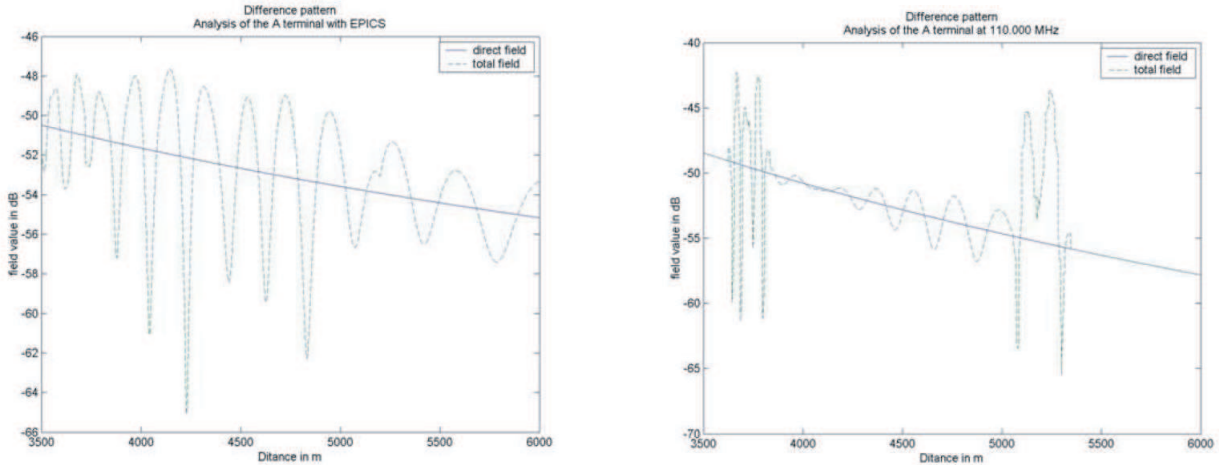 Difference pattern
Analysis of the A terminal with EPICS
-46
-48
-50
-52
-54
-56
-58
-60
-62
-64
-66
field value in dB
direct field
total field
3500
4000
4500
5000
5500
6000
Ditance in m
Difference pattern
Analysis of the A terminal at 110.000 MHz
-40
-45
-50
-55
-60
-65
-70
field value in dB
direct field
total field
3500
4000
4500
5000
5500
6000
Ditance in m